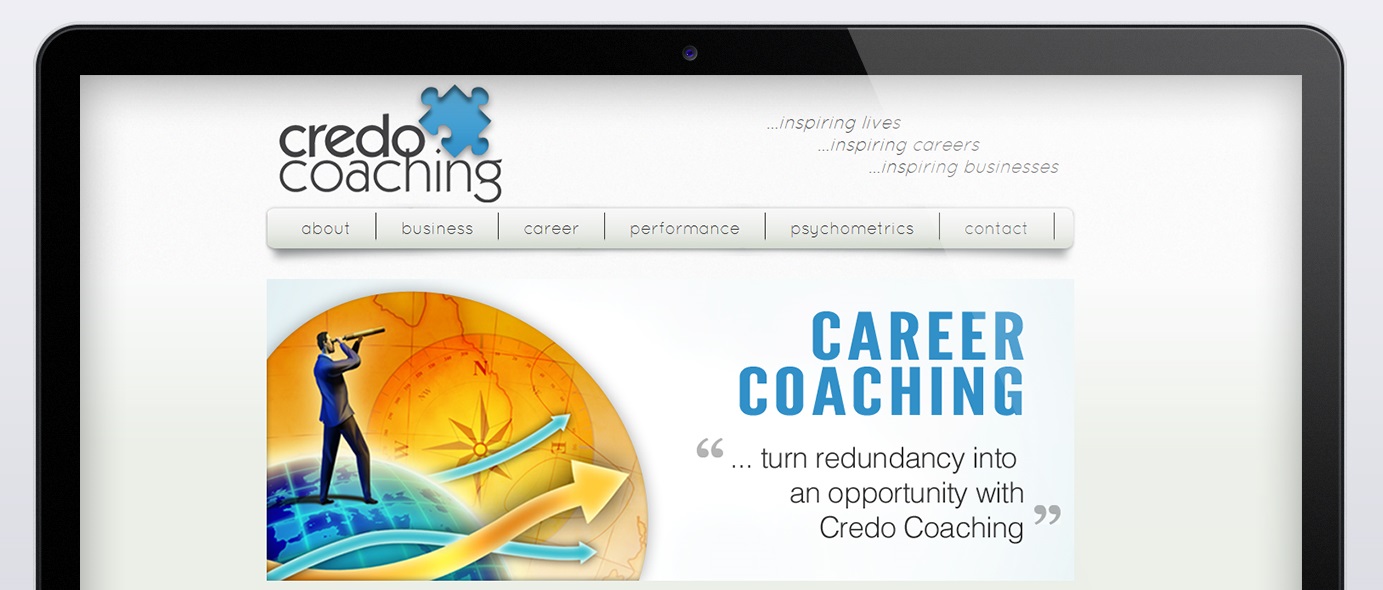 credo
coaching
...inspiring lives
...inspiring careers
...inspiring businesses
about business career performance psychometrics contact
CAREER
COACHING
“ ... turn redundancy into
an opportunity with
Credo Coaching ”
N
NW
W
E